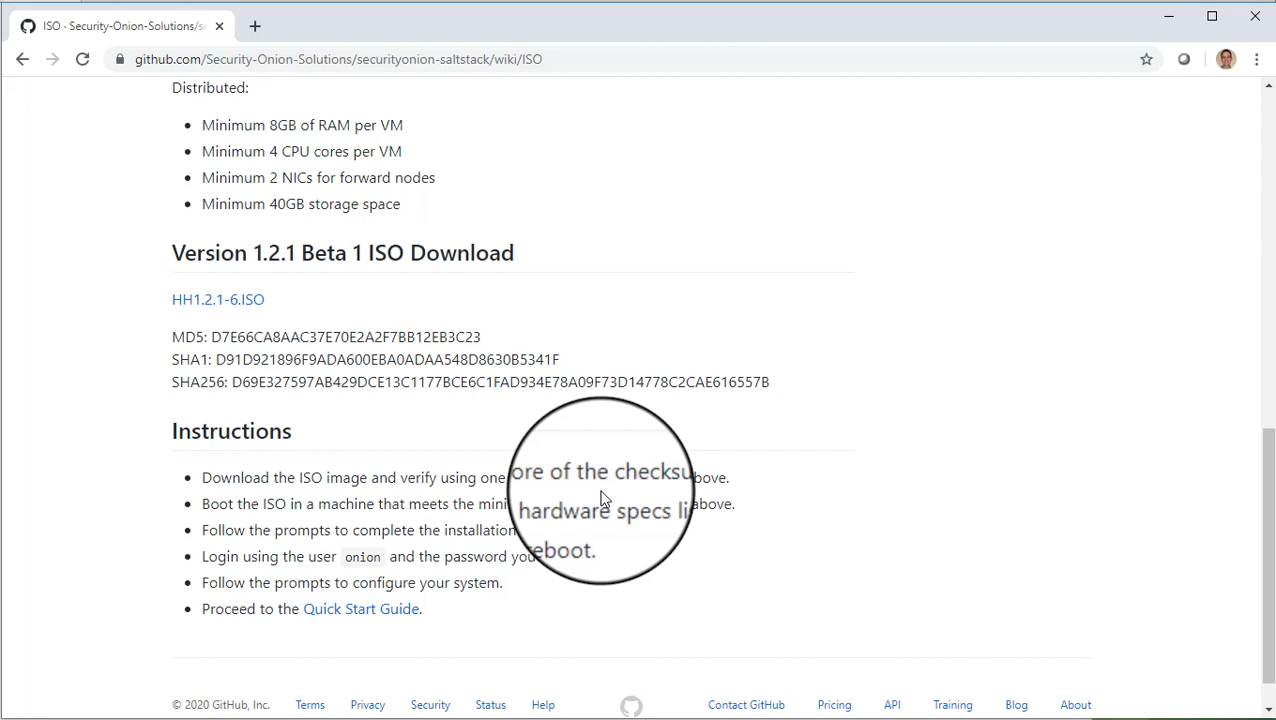 ISO · Security-Onion-Solutions/se
github.com/Security-Onion-Solutions/securityonion-saltstack/wiki/ISO
Distributed:
Minimum 8GB of RAM per VM
Minimum 4 CPU cores per VM
Minimum 2 NICs for forward nodes
Minimum 40GB storage space
Version 1.2.1 Beta 1 ISO Download
HH1.2.1-6.ISO
MD5: D7E66CA8AAC37E70E2A2F7BB12EB3C23
SHA1: D91D921896F9ADA600EBA0ADAA548D8630B5341F
SHA256: D69E327597AB429DCE13C1177BCE6C1FAD934E78A09F73D14778C2CAE616557B
Instructions
Download the ISO image and verify using one ore of the checksu bove.
Boot the ISO in a machine that meets the mini hardware specs li above.
Follow the prompts to complete the installation reboot.
Login using the user onion and the password you
Follow the prompts to configure your system.
Proceed to the Quick Start Guide.
© 2020 GitHub, Inc. Terms Privacy Security Status Help Contact GitHub Pricing API Training Blog About